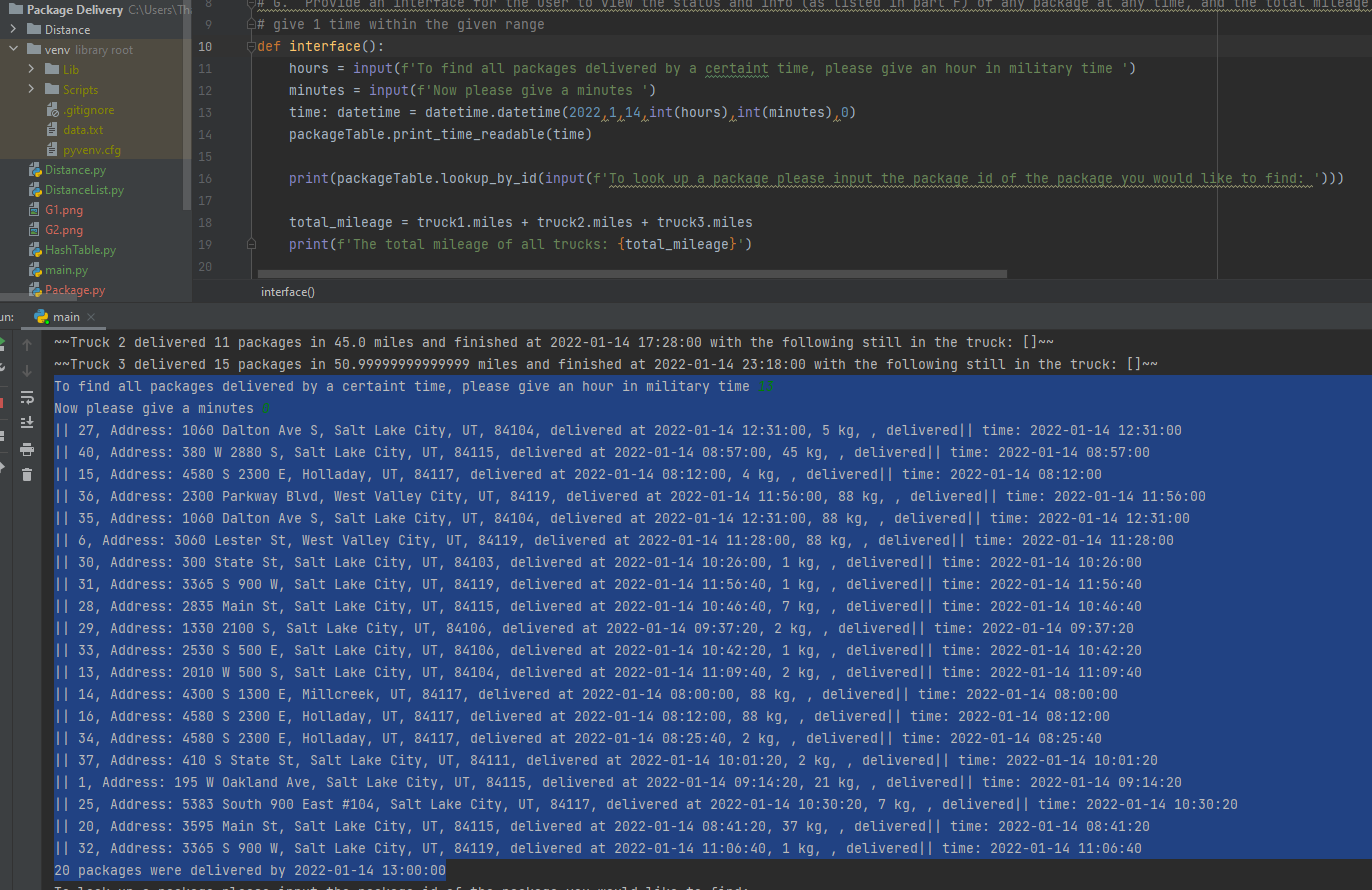 Package Delivery C:\Users\Tha
Distance
venv library root
Lib
Scripts
.gitignore
data.txt
pyvenv.cfg
Distance.py
DistanceList.py
G1.png
G2.png
HashTable.py
main.py
Package.py
8 # G. Provide an interface for the User to view the status and info (as listed in part F) of any package at any time, and the total mileage
9 # give 1 time within the given range
10 def interface():
11 hours = input(f'To find all packages delivered by a certaint time, please give an hour in military time ')
12 minutes = input(f'Now please give a minutes ')
13 time: datetime = datetime.datetime(2022,1,14,int(hours),int(minutes),0)
14 packageTable.print_time_readable(time)
15
16 print(packageTable.lookup_by_id(input(f'To look up a package please input the package id of the package you would like to find: ')))
17
18 total_mileage = truck1.miles + truck2.miles + truck3.miles
19 print(f'The total mileage of all trucks: {total_mileage}')
20
interface()
un: main ×
~~Truck 2 delivered 11 packages in 45.0 miles and finished at 2022-01-14 17:28:00 with the following still in the truck: []~~
~~Truck 3 delivered 15 packages in 50.99999999999999 miles and finished at 2022-01-14 23:18:00 with the following still in the truck: []~~
To find all packages delivered by a certaint time, please give an hour in military time 13
Now please give a minutes 0
|| 27, Address: 1060 Dalton Ave S, Salt Lake City, UT, 84104, delivered at 2022-01-14 12:31:00, 5 kg, , delivered|| time: 2022-01-14 12:31:00
|| 40, Address: 380 W 2880 S, Salt Lake City, UT, 84115, delivered at 2022-01-14 08:57:00, 45 kg, , delivered|| time: 2022-01-14 08:57:00
|| 15, Address: 4580 S 2300 E, Holladay, UT, 84117, delivered at 2022-01-14 08:12:00, 4 kg, , delivered|| time: 2022-01-14 08:12:00
|| 36, Address: 2300 Parkway Blvd, West Valley City, UT, 84119, delivered at 2022-01-14 11:56:00, 88 kg, , delivered|| time: 2022-01-14 11:56:00
|| 35, Address: 1060 Dalton Ave S, Salt Lake City, UT, 84104, delivered at 2022-01-14 12:31:00, 88 kg, , delivered|| time: 2022-01-14 12:31:00
|| 6, Address: 3060 Lester St, West Valley City, UT, 84119, delivered at 2022-01-14 11:28:00, 88 kg, , delivered|| time: 2022-01-14 11:28:00
|| 30, Address: 300 State St, Salt Lake City, UT, 84103, delivered at 2022-01-14 10:26:00, 1 kg, , delivered|| time: 2022-01-14 10:26:00
|| 31, Address: 3365 S 900 W, Salt Lake City, UT, 84119, delivered at 2022-01-14 11:56:40, 1 kg, , delivered|| time: 2022-01-14 11:56:40
|| 28, Address: 2835 Main St, Salt Lake City, UT, 84115, delivered at 2022-01-14 10:46:40, 7 kg, , delivered|| time: 2022-01-14 10:46:40
|| 29, Address: 1330 2100 S, Salt Lake City, UT, 84106, delivered at 2022-01-14 09:37:20, 2 kg, , delivered|| time: 2022-01-14 09:37:20
|| 33, Address: 2530 S 500 E, Salt Lake City, UT, 84106, delivered at 2022-01-14 10:42:20, 1 kg, , delivered|| time: 2022-01-14 10:42:20
|| 13, Address: 2010 W 500 S, Salt Lake City, UT, 84104, delivered at 2022-01-14 11:09:40, 2 kg, , delivered|| time: 2022-01-14 11:09:40
|| 14, Address: 4300 S 1300 E, Millcreek, UT, 84117, delivered at 2022-01-14 08:00:00, 88 kg, , delivered|| time: 2022-01-14 08:00:00
|| 16, Address: 4580 S 2300 E, Holladay, UT, 84117, delivered at 2022-01-14 08:12:00, 88 kg, , delivered|| time: 2022-01-14 08:12:00
|| 34, Address: 4580 S 2300 E, Holladay, UT, 84117, delivered at 2022-01-14 08:25:40, 2 kg, , delivered|| time: 2022-01-14 08:25:40
|| 37, Address: 410 S State St, Salt Lake City, UT, 84111, delivered at 2022-01-14 10:01:20, 2 kg, , delivered|| time: 2022-01-14 10:01:20
|| 1, Address: 195 W Oakland Ave, Salt Lake City, UT, 84115, delivered at 2022-01-14 09:14:20, 21 kg, , delivered|| time: 2022-01-14 09:14:20
|| 25, Address: 5383 South 900 East #104, Salt Lake City, UT, 84117, delivered at 2022-01-14 10:30:20, 7 kg, , delivered|| time: 2022-01-14 10:30:20
|| 20, Address: 3595 Main St, Salt Lake City, UT, 84115, delivered at 2022-01-14 08:41:20, 37 kg, , delivered|| time: 2022-01-14 08:41:20
|| 32, Address: 3365 S 900 W, Salt Lake City, UT, 84119, delivered at 2022-01-14 11:06:40, 1 kg, , delivered|| time: 2022-01-14 11:06:40
20 packages were delivered by 2022-01-14 13:00:00
To look up a package please input the package id of the package you would like to find: